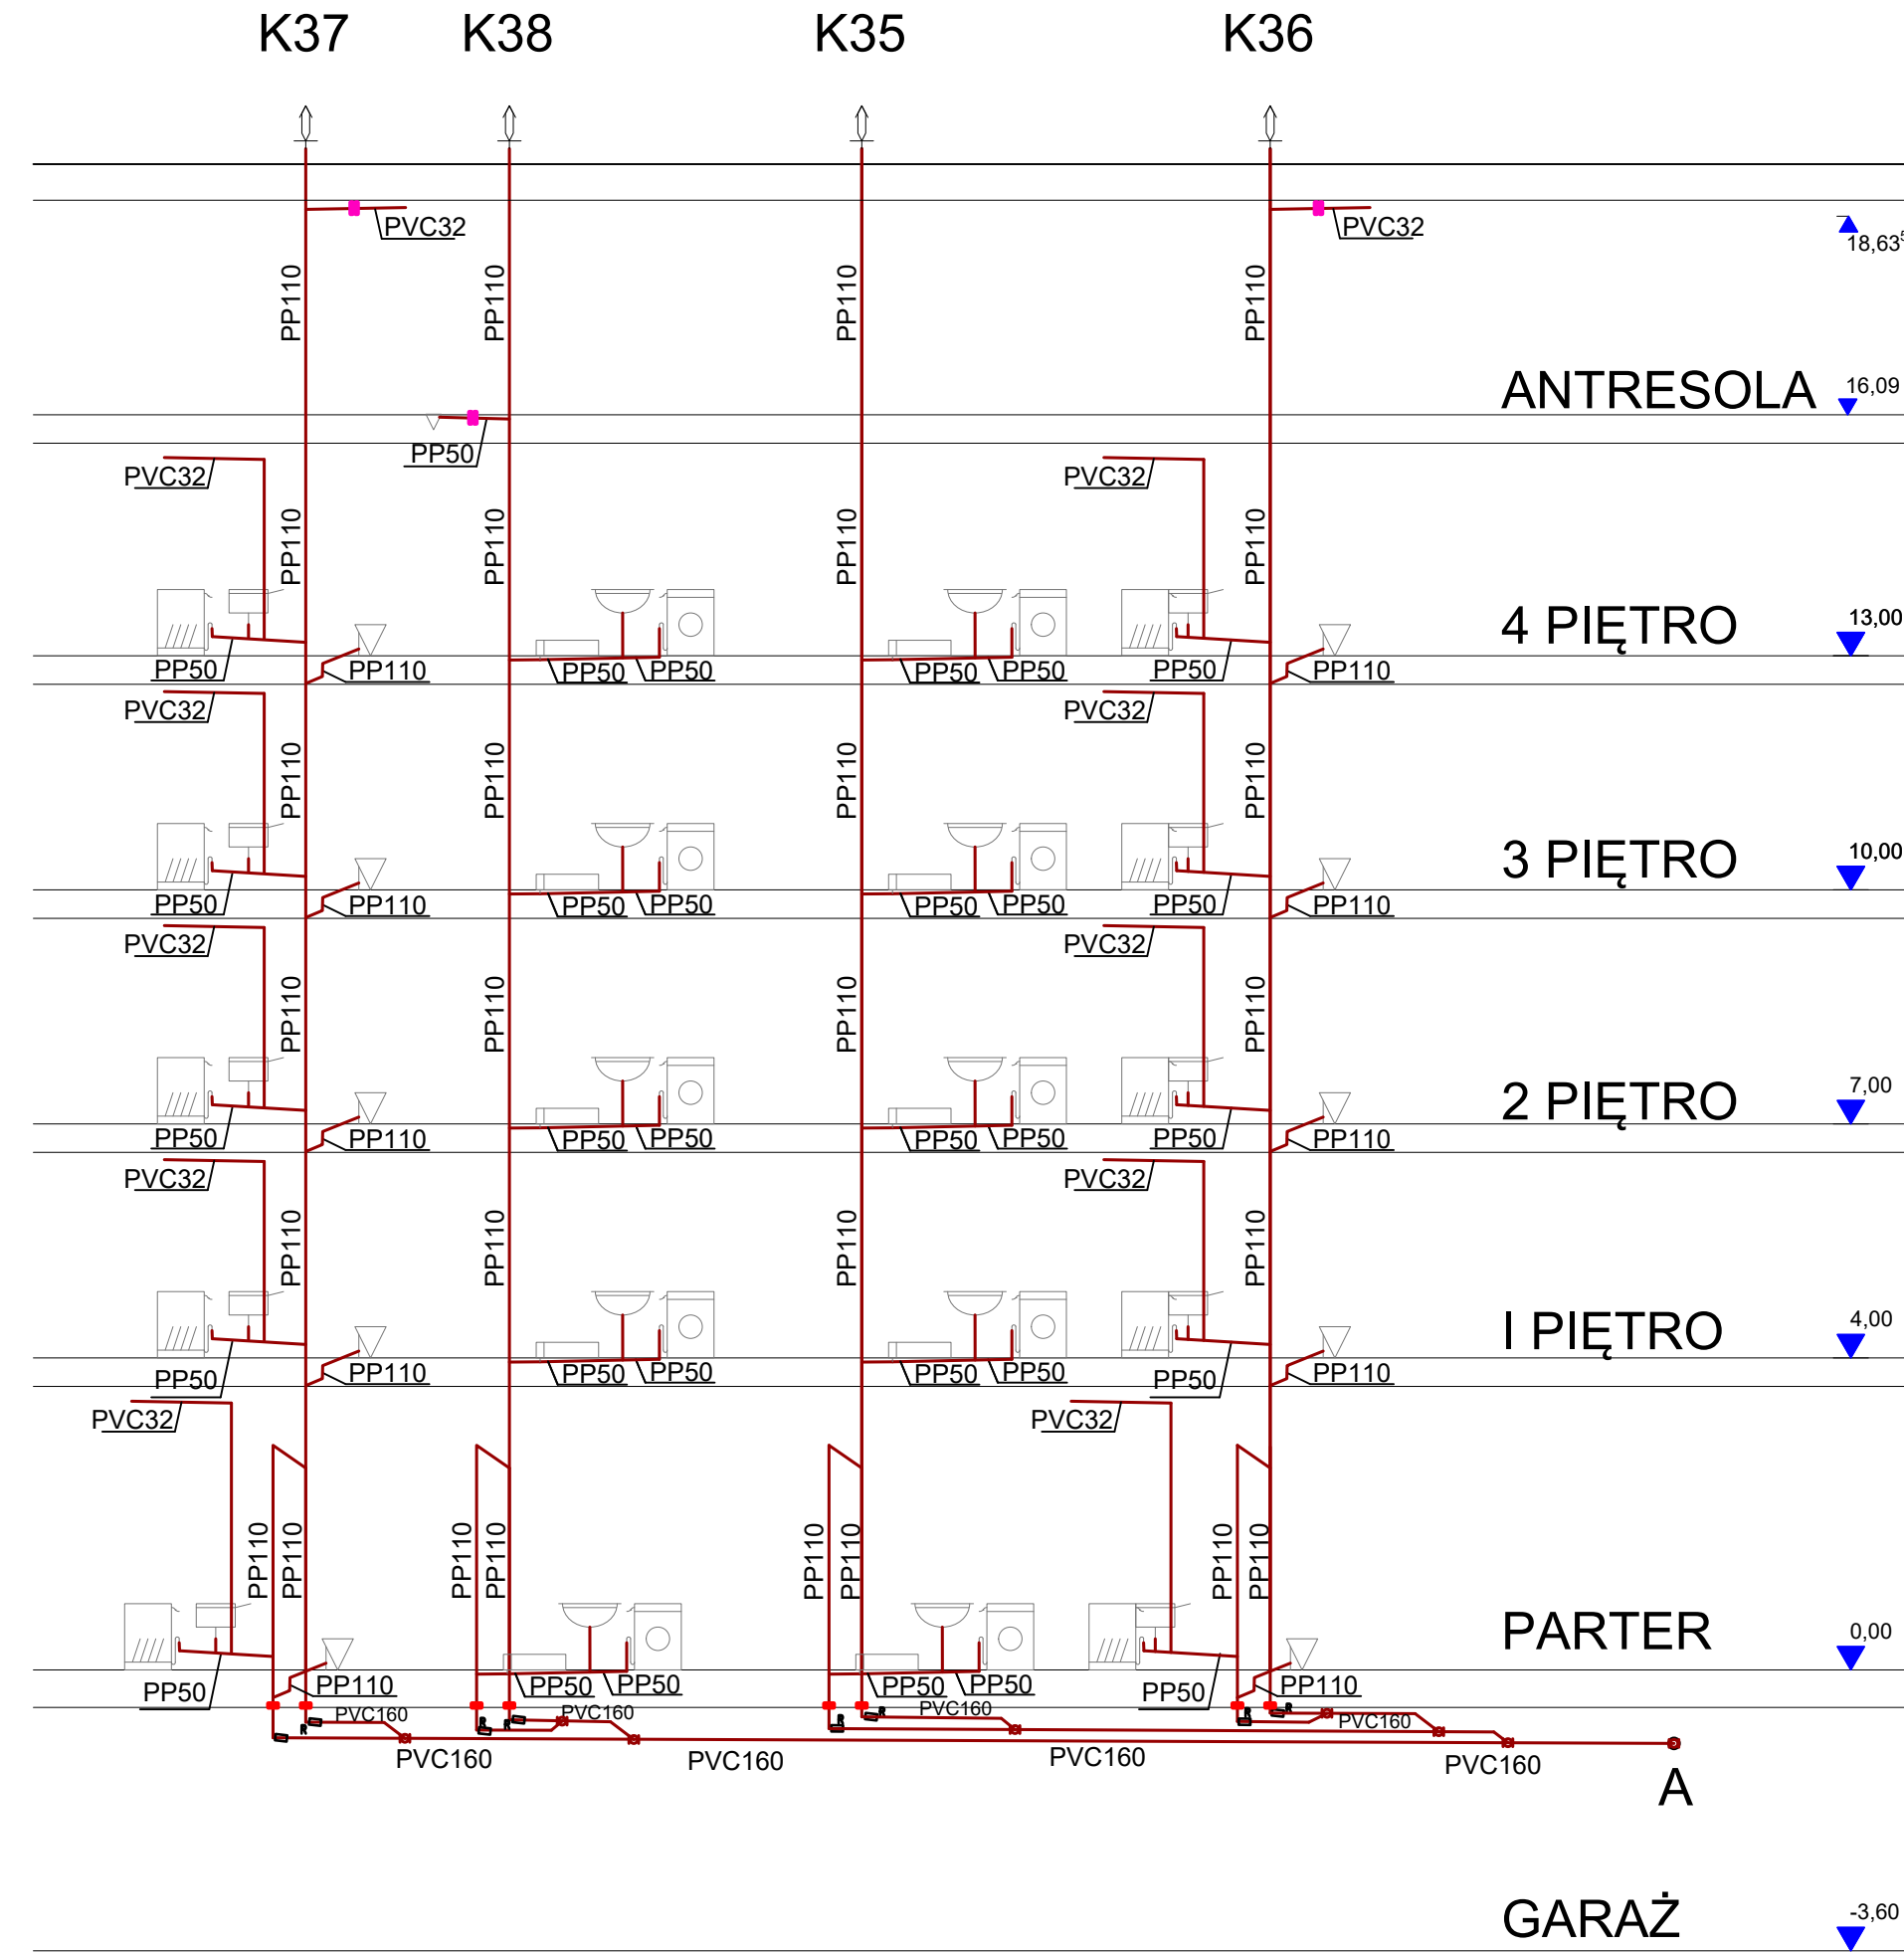 K37 K38 K35 K36
PVC32 PVC32
18,63⁵
PP110 PP110 PP110 PP110
ANTRESOLA 16,09
PP50
PVC32 PVC32
PP110 PP110 PP110 PP110
4 PIĘTRO 13,00
PP50 PP110 PP50 PP50 PP50 PP50 PP50 PP110
PVC32 PVC32
PP110 PP110 PP110 PP110
3 PIĘTRO 10,00
PP50 PP110 PP50 PP50 PP50 PP50 PP50 PP110
PVC32 PVC32
PP110 PP110 PP110 PP110
2 PIĘTRO 7,00
PP50 PP110 PP50 PP50 PP50 PP50 PP50 PP110
PVC32 PVC32
PP110 PP110 PP110 PP110
I PIĘTRO 4,00
PP50 PP110 PP50 PP50 PP50 PP50 PP50 PP110
PVC32 PVC32
PP110 PP110 PP110 PP110 PP110 PP110 PP110 PP110
PARTER 0,00
PP50 PP110 PP50 PP50 PP50 PP50 PP50 PP110
R PVC160 R R PVC160 R R PVC160 R R PVC160
PVC160 PVC160 PVC160 PVC160
A
GARAŻ -3,60